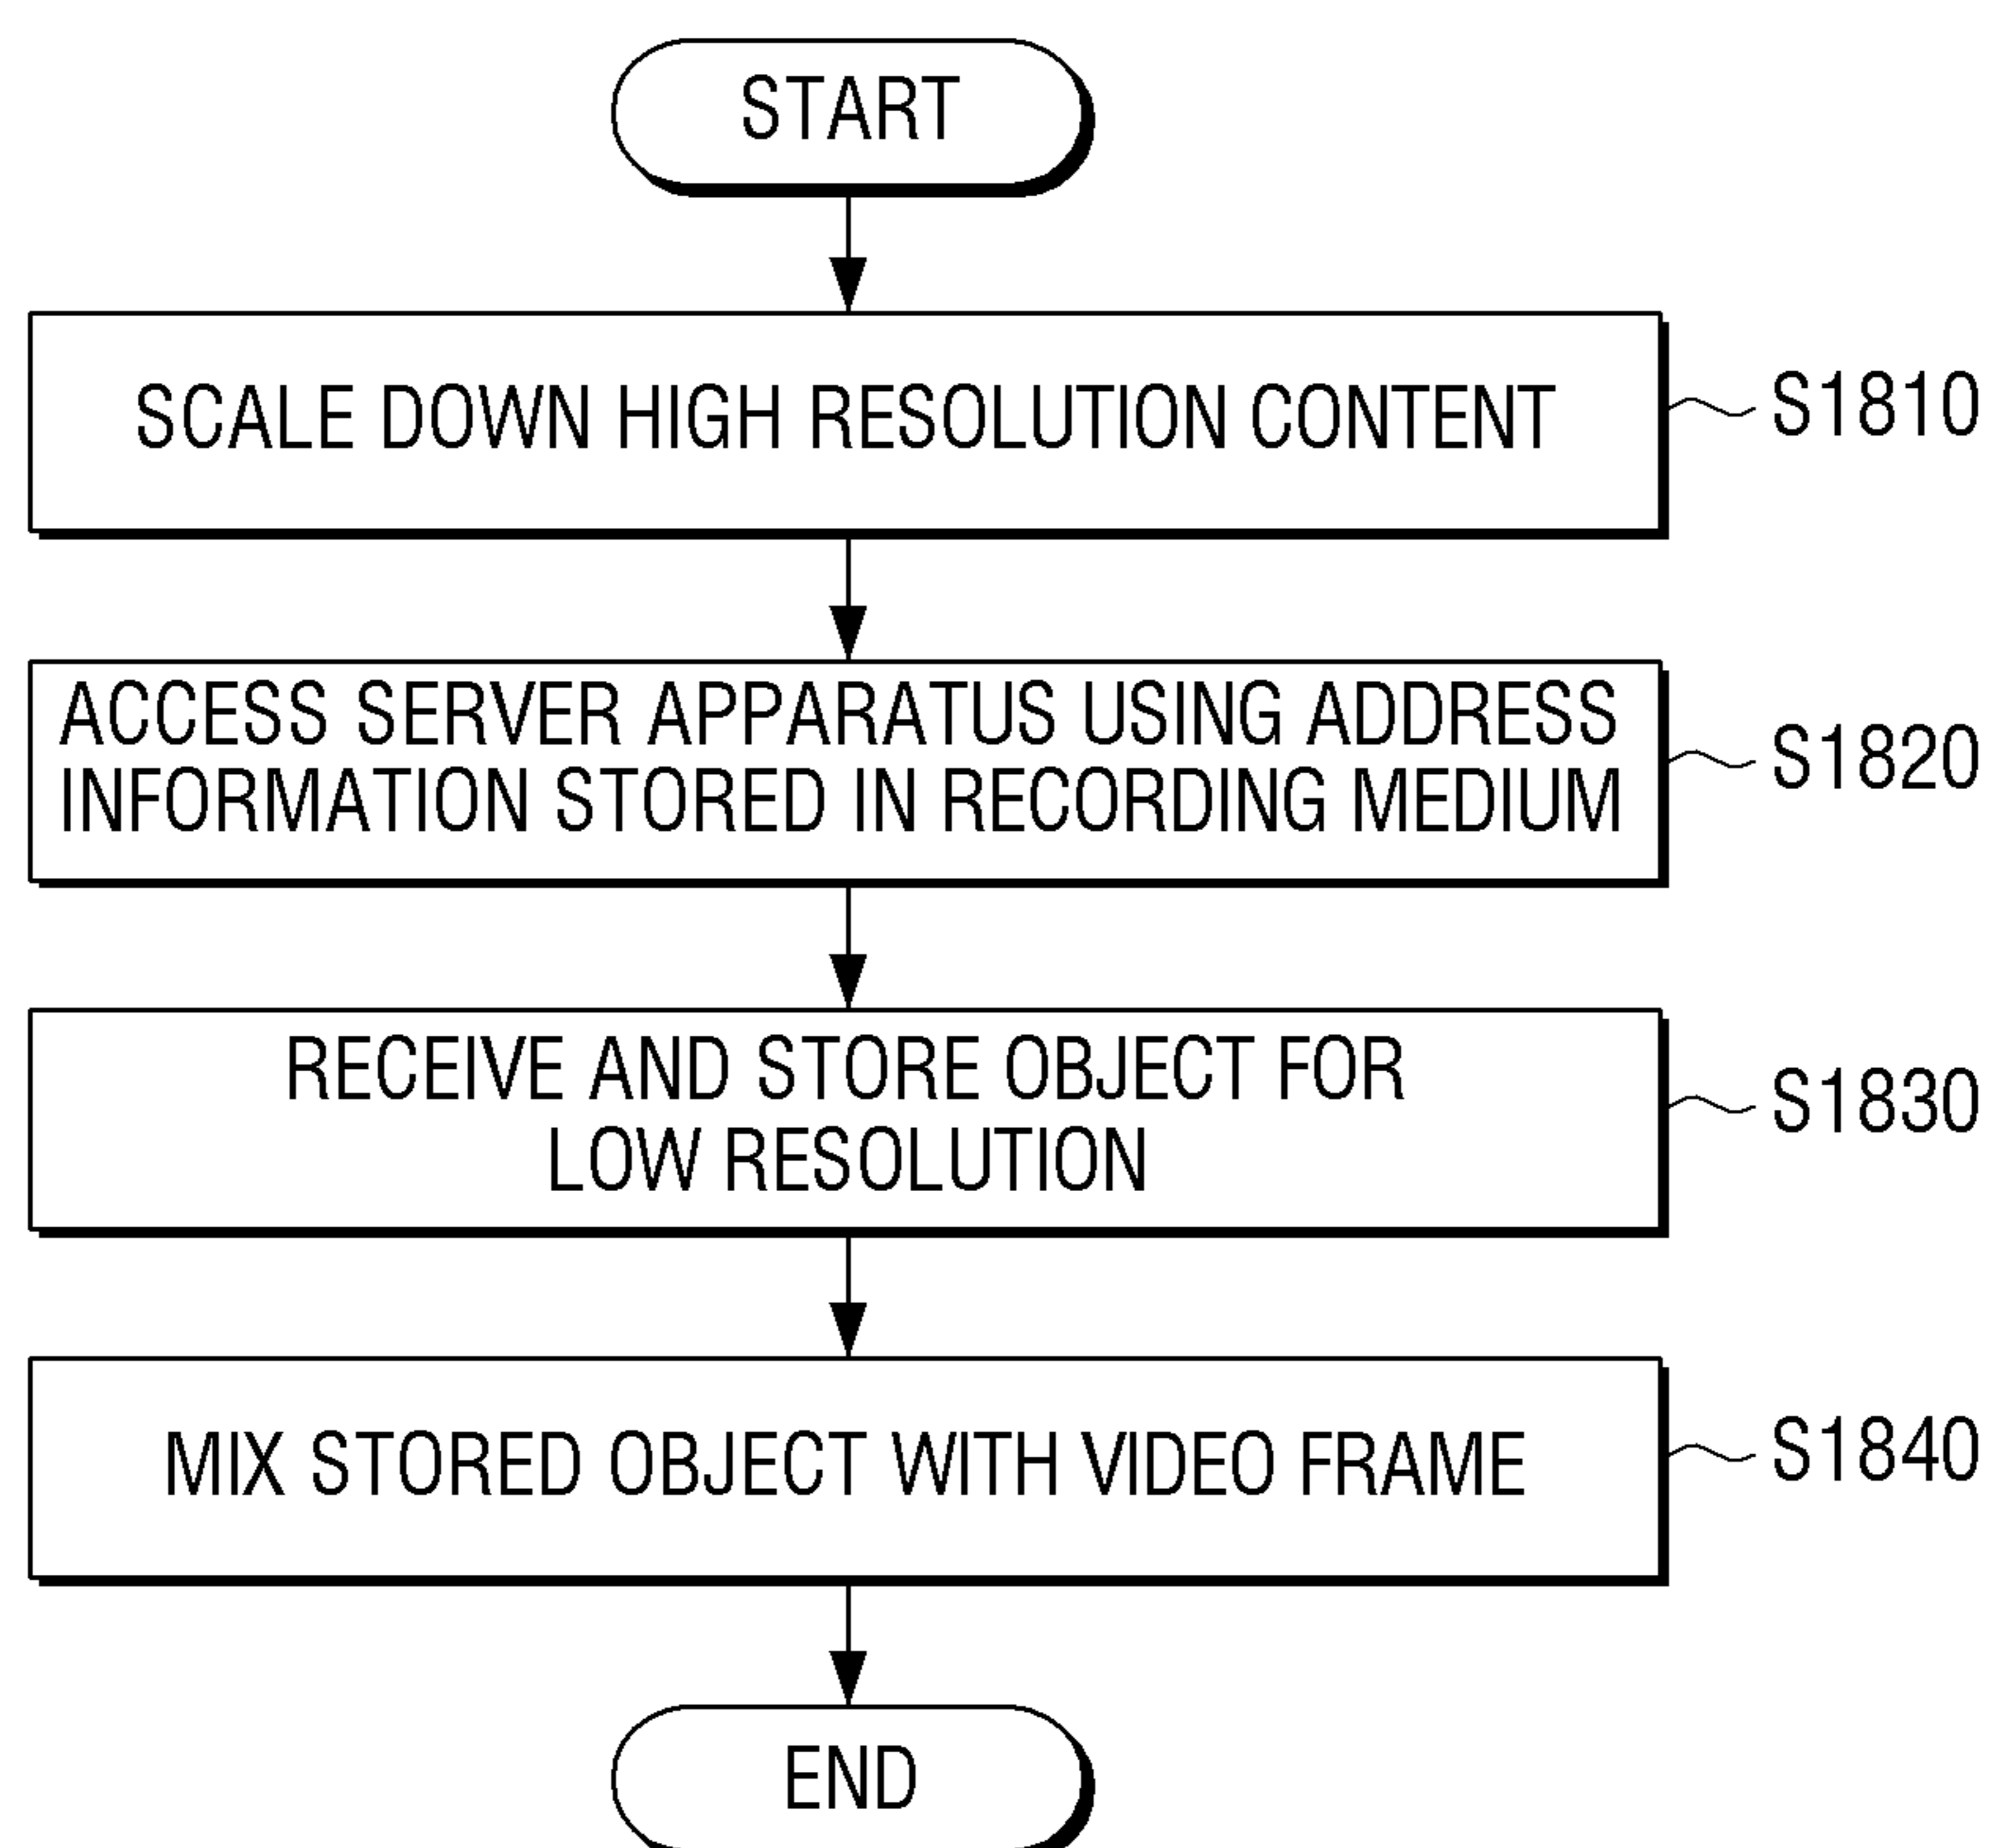 START
SCALE DOWN HIGH RESOLUTION CONTENT
S1810
ACCESS SERVER APPARATUS USING ADDRESS
INFORMATION STORED IN RECORDING MEDIUM
S1820
RECEIVE AND STORE OBJECT FOR
LOW RESOLUTION
S1830
MIX STORED OBJECT WITH VIDEO FRAME
S1840
END